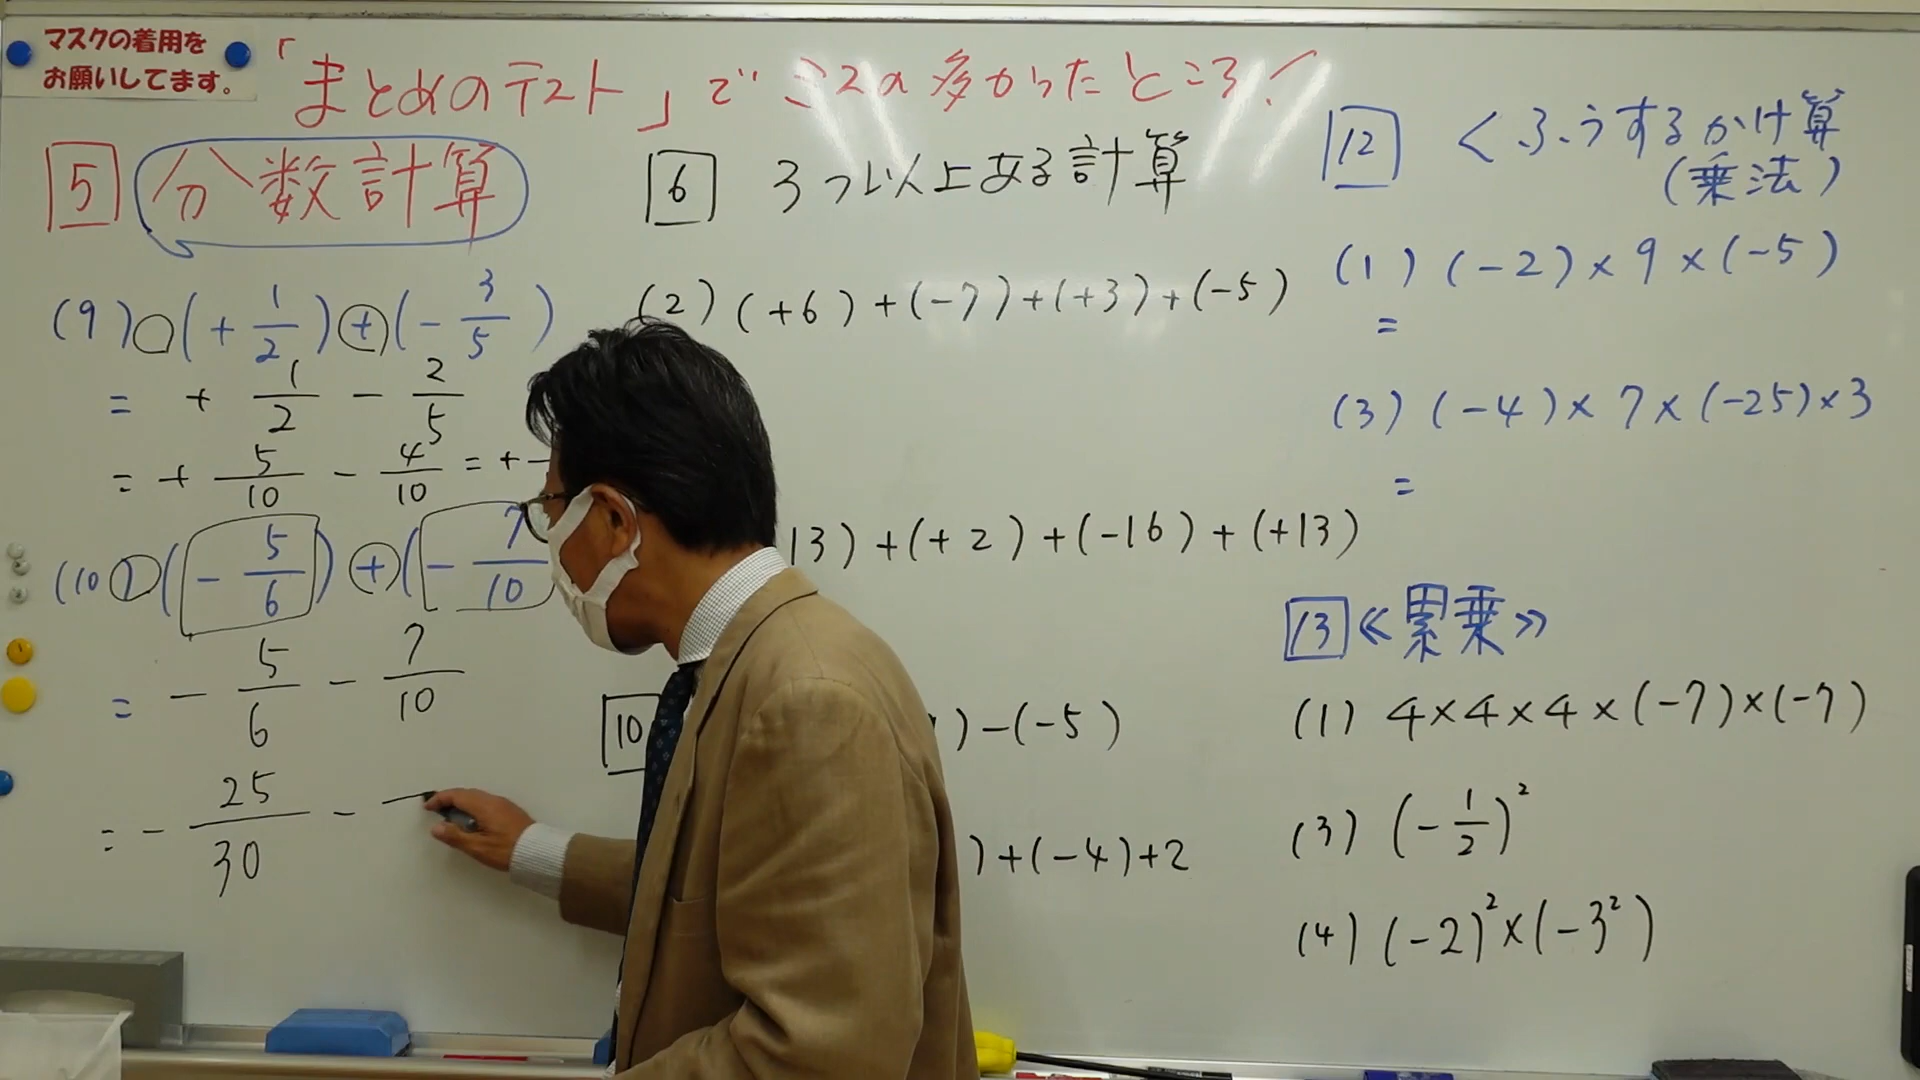 マスクの着用を
お願いしてます。
「まとめのテスト」で ミスの多かったところ!
5 分数計算
(9) (+1/2)+(-3/5)
= +1/2 - 2/5
= +5/10 - 4/10 = +
(10) (-5/6)+(-7/10
= -5/6 - 7/10
= -25/30 -
6 3つ以上ある計算
(2) (+6)+(-7)+(+3)+(-5)
13)+(+2)+(-16)+(+13)
10
)-(-5)
)+(-4)+2
12 くふうするかけ算
(乗法)
(1) (-2)×9×(-5)
=
(3) (-4)×7×(-25)×3
=
13 《累乗》
(1) 4×4×4×(-7)×(-7)
(3) (-1/2)²
(4) (-2)²×(-3²)